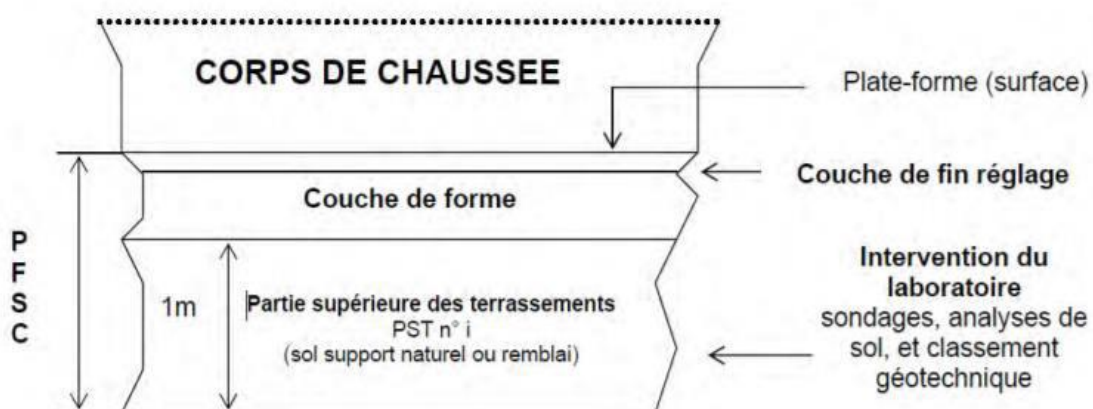 CORPS DE CHAUSSEE
Plate-forme (surface)
Couche de fin réglage
Couche de forme
P
F
S
C
1m
Partie supérieure des terrassements
PST n° i
(sol support naturel ou remblai)
Intervention du
laboratoire
sondages, analyses de
sol, et classement
géotechnique